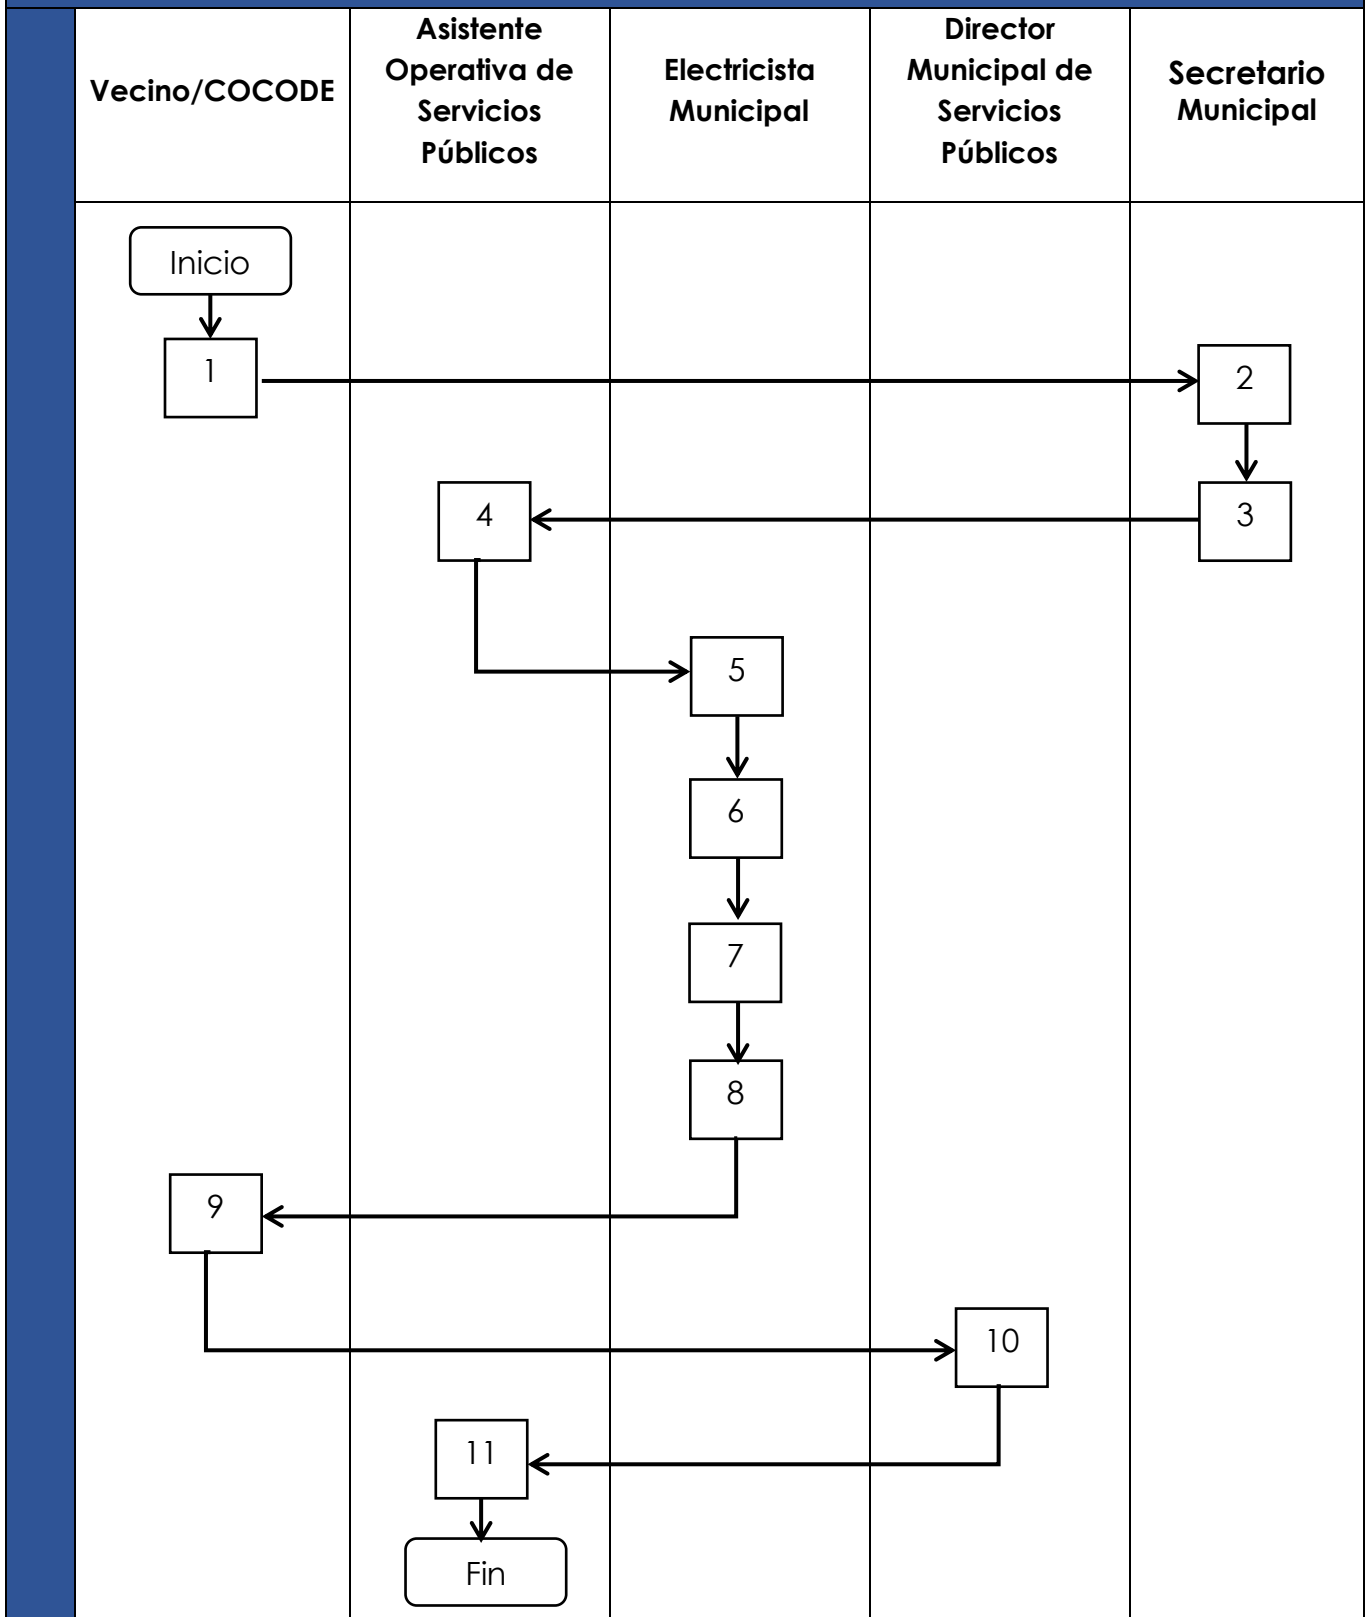 Vecino/COCODE
Asistente
Operativa de
Servicios
Públicos
Electricista
Municipal
Director
Municipal de
Servicios
Públicos
Secretario
Municipal
Inicio
1
2
4
3
5
6
7
8
9
10
11
Fin